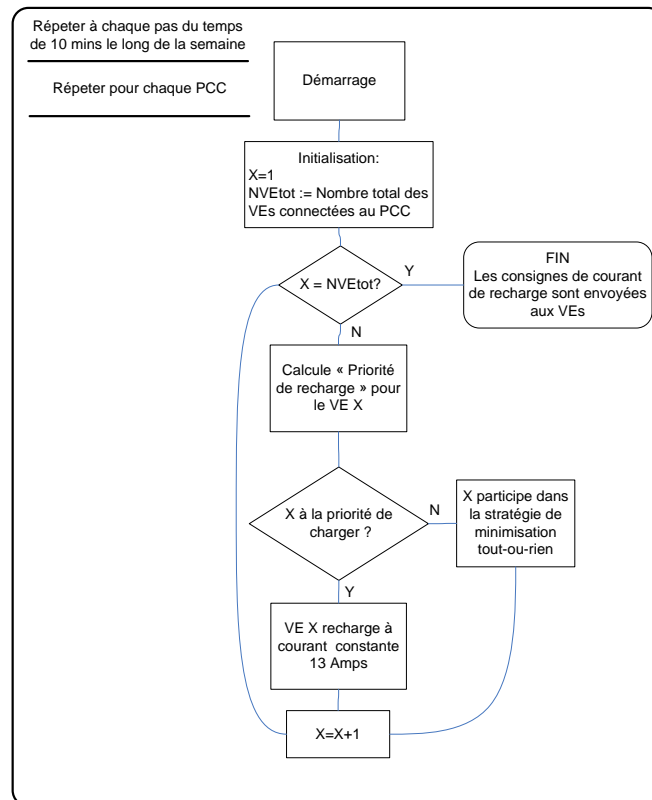 Répeter à chaque pas du temps
de 10 mins le long de la semaine
Répeter pour chaque PCC
Démarrage
Initialisation:
X=1
NVEtot := Nombre total des
VEs connectées au PCC
X = NVEtot?
Y
FIN
Les consignes de courant
de recharge sont envoyées
aux VEs
N
Calcule « Priorité
de recharge » pour
le VE X
X à la priorité de
charger ?
N
X participe dans
la stratégie de
minimisation
tout-ou-rien
Y
VE X recharge à
courant constante
13 Amps
X=X+1